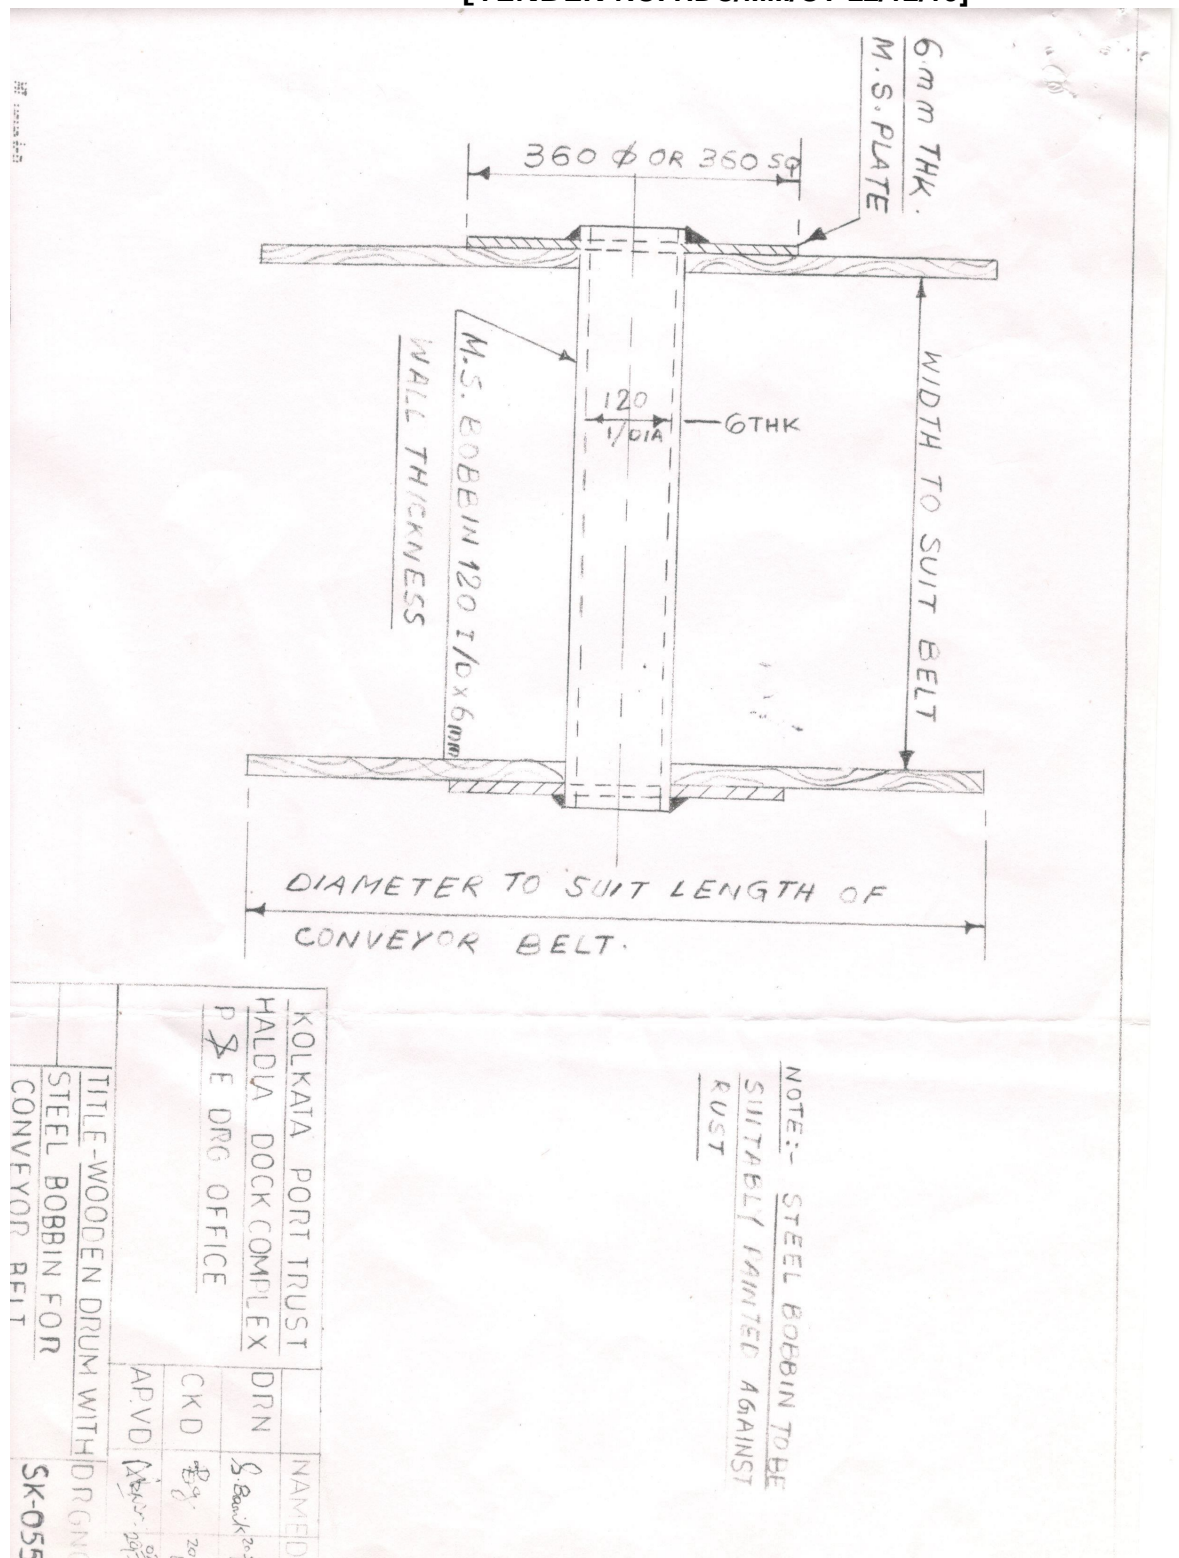 6mm THK.
M.S. PLATE
360 ϕ OR 360 SQ
WIDTH TO SUIT BELT
120
I/DIA
6THK
M.S. BOBBIN 120 I/D x 6mm
WALL THICKNESS
DIAMETER TO SUIT LENGTH OF
CONVEYOR BELT.
NOTE:- STEEL BOBBIN TO BE
SUITABLY PAINTED AGAINST
RUST
KOLKATA PORT TRUST
HALDIA DOCK COMPLEX
P & E DRG OFFICE
NAME
DRN S. Banik
CKD
APVD
TITLE-WOODEN DRUM WITH
STEEL BOBBIN FOR
CONVEYOR BELT
DRG NO
SK-055